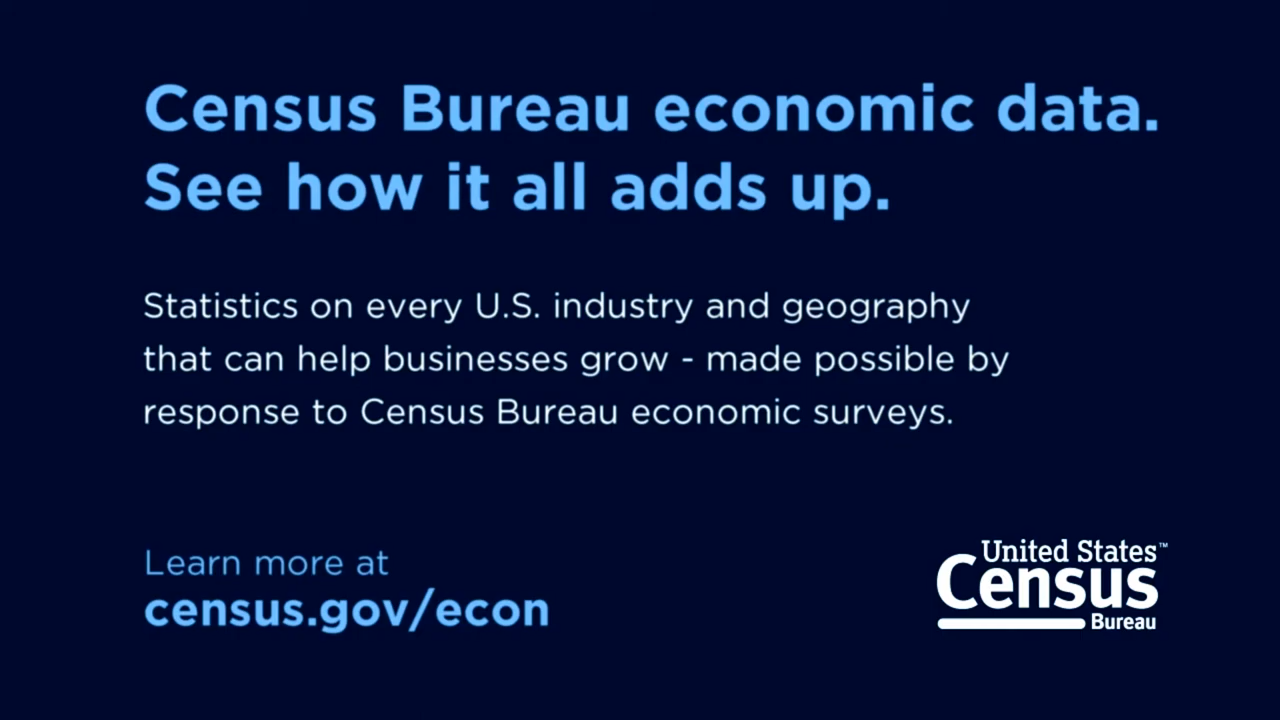 Census Bureau economic data.
See how it all adds up.
Statistics on every U.S. industry and geography
that can help businesses grow - made possible by
response to Census Bureau economic surveys.
Learn more at
census.gov/econ
United States™
Census
Bureau